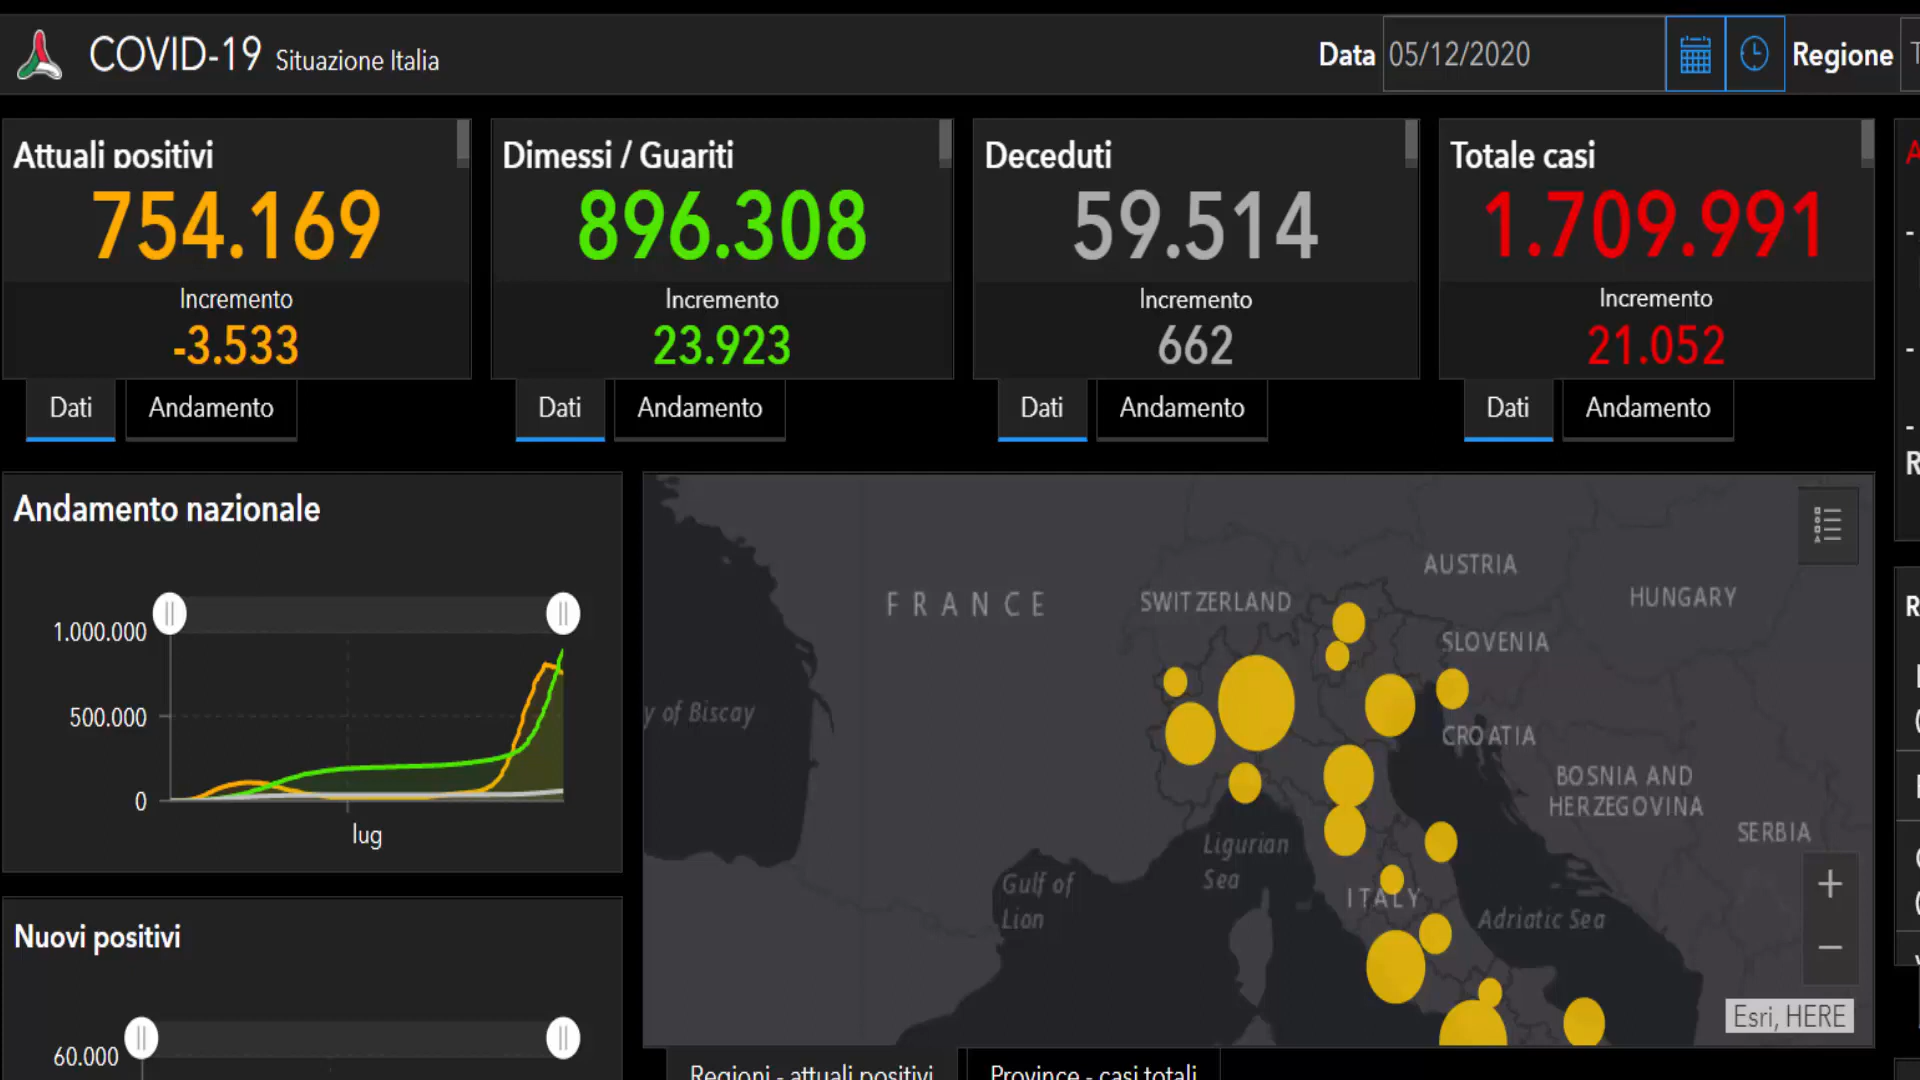 COVID-19 Situazione Italia
Data 05/12/2020 Regione
Attuali positivi
754.169
Incremento
-3.533
Dati Andamento
Dimessi / Guariti
896.308
Incremento
23.923
Dati Andamento
Deceduti
59.514
Incremento
662
Dati Andamento
Totale casi
1.709.991
Incremento
21.052
Dati Andamento
Andamento nazionale
1.000.000
500.000
0
lug
Nuovi positivi
60.000
AUSTRIA
FRANCE
SWITZERLAND
HUNGARY
SLOVENIA
y of Biscay
CROATIA
BOSNIA AND
HERZEGOVINA
SERBIA
Ligurian
Sea
Gulf of
Lion
ITALY
Adriatic Sea
Esri, HERE
Regioni - attuali positivi
Province - casi totali